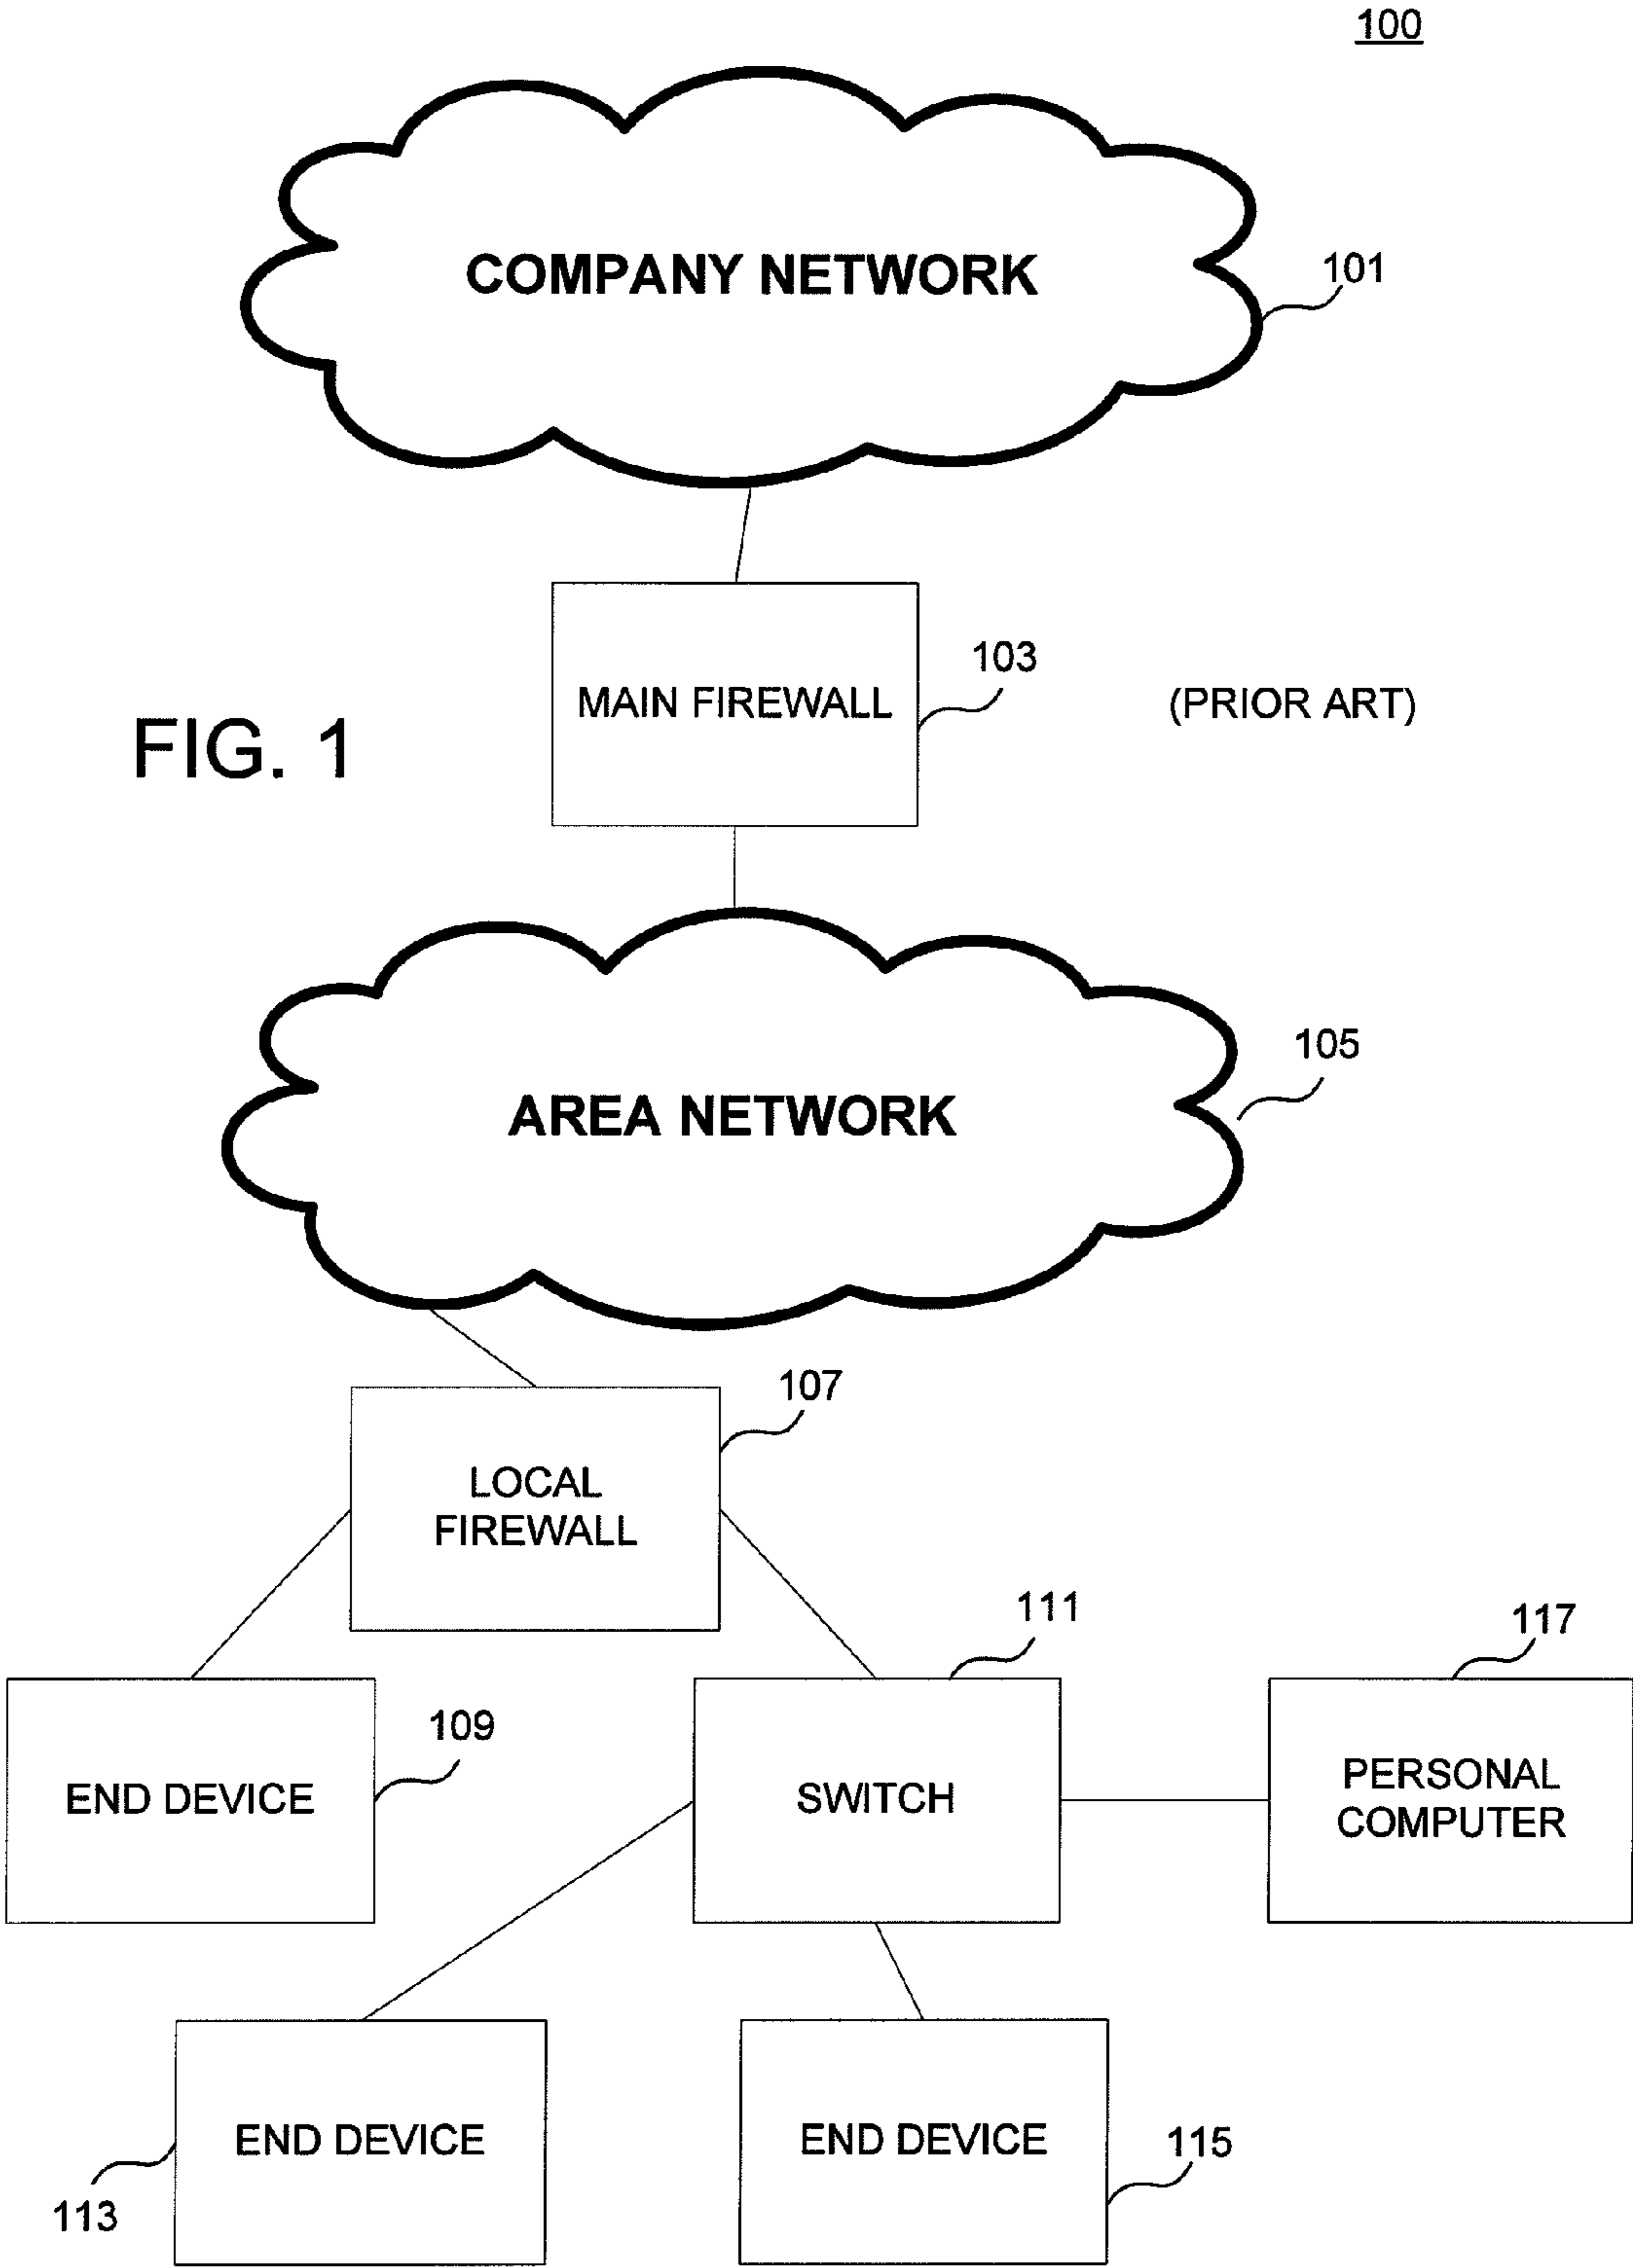 100
COMPANY NETWORK
101
103
MAIN FIREWALL
(PRIOR ART)
FIG. 1
105
AREA NETWORK
107
LOCAL
FIREWALL
111
117
109
END DEVICE
SWITCH
PERSONAL
COMPUTER
END DEVICE
END DEVICE
115
113